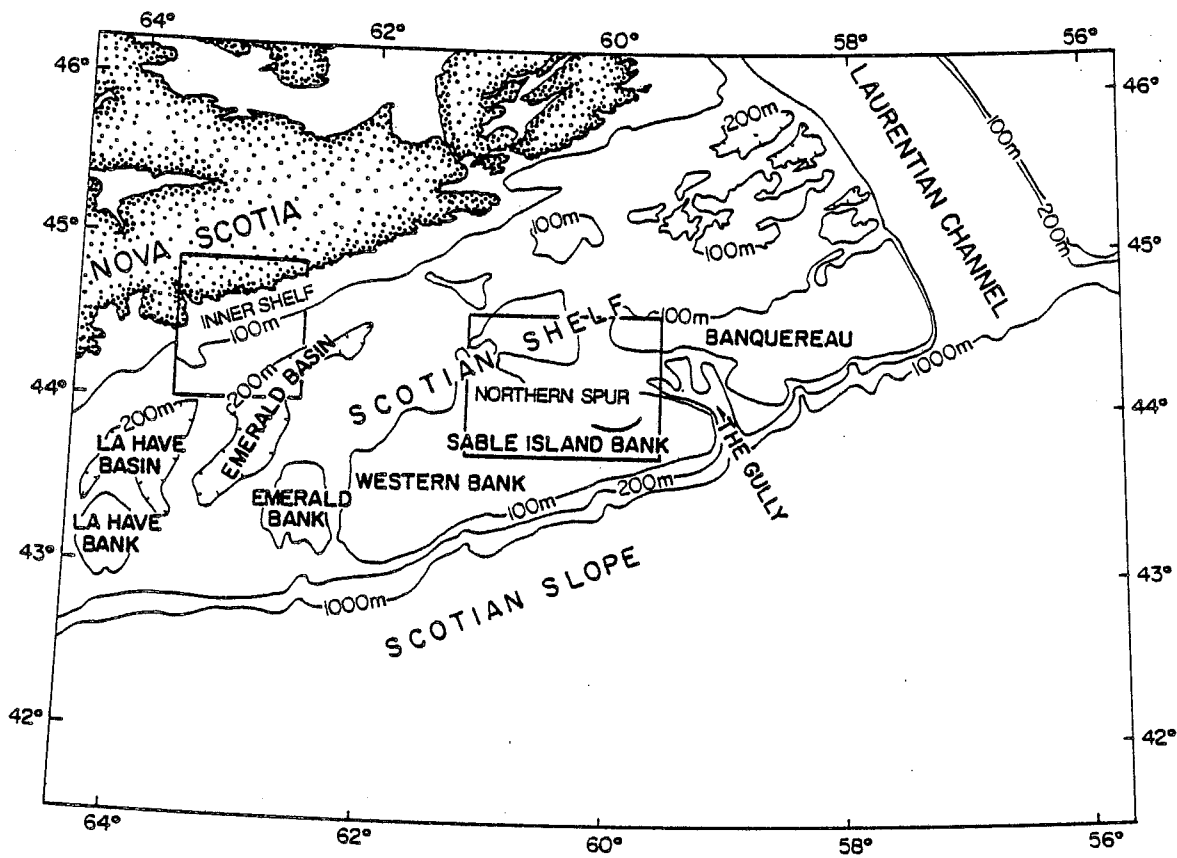 64° 62° 60° 58° 56°
46° 46°
LAURENTIAN CHANNEL
200m
100m
200m
45° 45°
NOVA SCOTIA
100m
100m
INNER SHELF
100m
SCOTIAN SHELF
100m
BANQUEREAU
1000m
44° 44°
200m
EMERALD BASIN
200m
NORTHERN SPUR
LA HAVE
BASIN
SABLE ISLAND BANK
THE GULLY
WESTERN BANK
EMERALD
BANK
100m
200m
LA HAVE
BANK
43° 43°
1000m
SCOTIAN SLOPE
42° 42°
64° 62° 60° 58° 56°